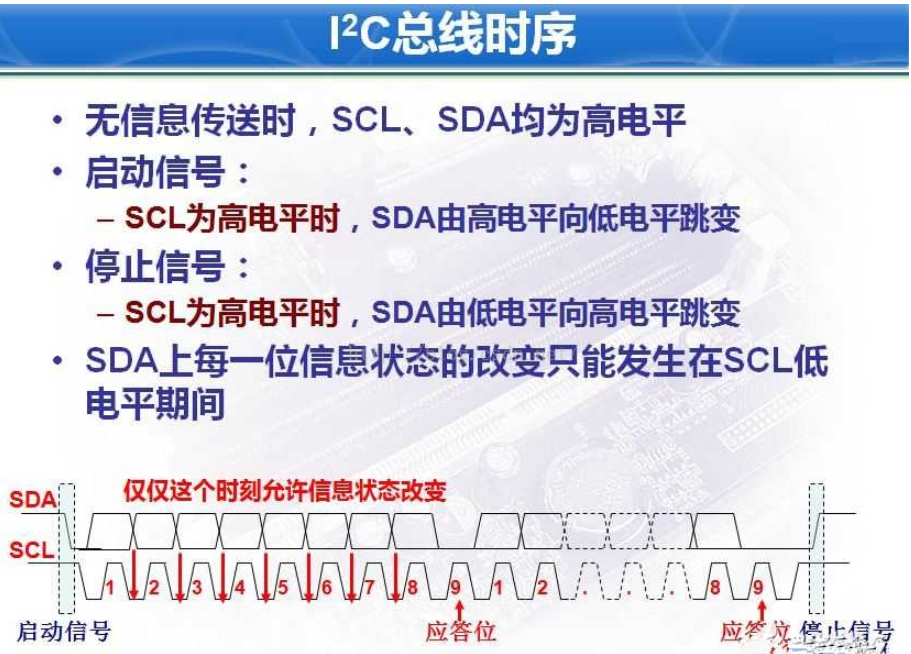 I²C总线时序
• 无信息传送时，SCL、SDA均为高电平
• 启动信号：
– SCL为高电平时，SDA由高电平向低电平跳变
• 停止信号：
– SCL为高电平时，SDA由低电平向高电平跳变
• SDA上每一位信息状态的改变只能发生在SCL低
电平期间
仅仅这个时刻允许信息状态改变
SDA
SCL
1 2 3 4 5 6 7 8 9 1 2 . . . 8 9
启动信号 应答位 应答位 停止信号